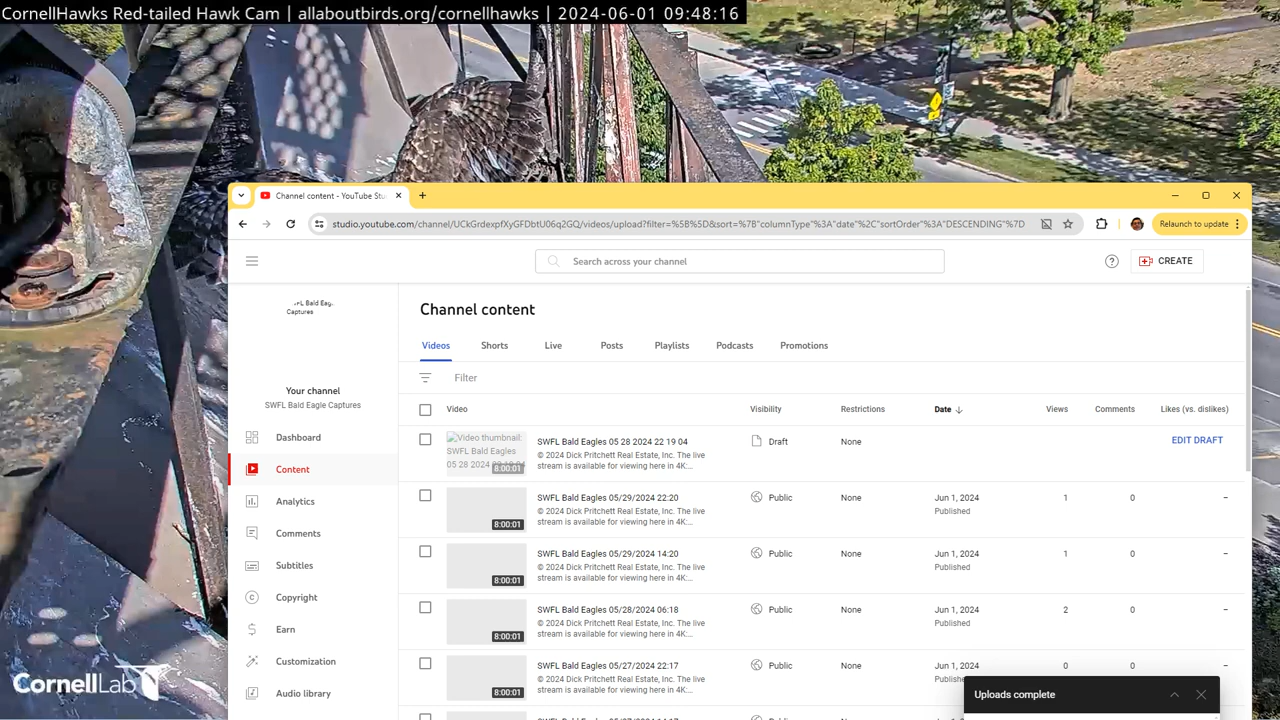 CornellHawks Red-tailed Hawk Cam | allaboutbirds.org/cornellhawks | 2024-06-01 09:48:16
Channel content - YouTube Stu
studio.youtube.com/channel/UCkGrdexpfXyGFDbtU06q2GQ/videos/upload?filter=%5B%5D&sort=%7B"columnType"%3A"date"%2C"sortOrder"%3A"DESCENDING"%7D
Relaunch to update
Search across your channel
CREATE
SWFL Bald Eag
Captures
Your channel
SWFL Bald Eagle Captures
Dashboard
Content
Analytics
Comments
Subtitles
Copyright
Earn
Customization
Audio library
Channel content
Videos Shorts Live Posts Playlists Podcasts Promotions
Filter
Video Visibility Restrictions Date Views Comments Likes (vs. dislikes)
Video thumbnail:
SWFL Bald Eagles
05 28 2024
8:00:01
SWFL Bald Eagles 05 28 2024 22 19 04
© 2024 Dick Pritchett Real Estate, Inc. The live
stream is available for viewing here in 4K:...
Draft None EDIT DRAFT
8:00:01
SWFL Bald Eagles 05/29/2024 22:20
© 2024 Dick Pritchett Real Estate, Inc. The live
stream is available for viewing here in 4K:...
Public None Jun 1, 2024 1 0 –
Published
8:00:01
SWFL Bald Eagles 05/29/2024 14:20
© 2024 Dick Pritchett Real Estate, Inc. The live
stream is available for viewing here in 4K:...
Public None Jun 1, 2024 1 0 –
Published
8:00:01
SWFL Bald Eagles 05/28/2024 06:18
© 2024 Dick Pritchett Real Estate, Inc. The live
stream is available for viewing here in 4K:...
Public None Jun 1, 2024 2 0 –
Published
8:00:01
SWFL Bald Eagles 05/27/2024 22:17
© 2024 Dick Pritchett Real Estate, Inc. The live
stream is available for viewing here in 4K:...
Public None Jun 1, 2024 0 0 –
Uploads complete
CornellLab